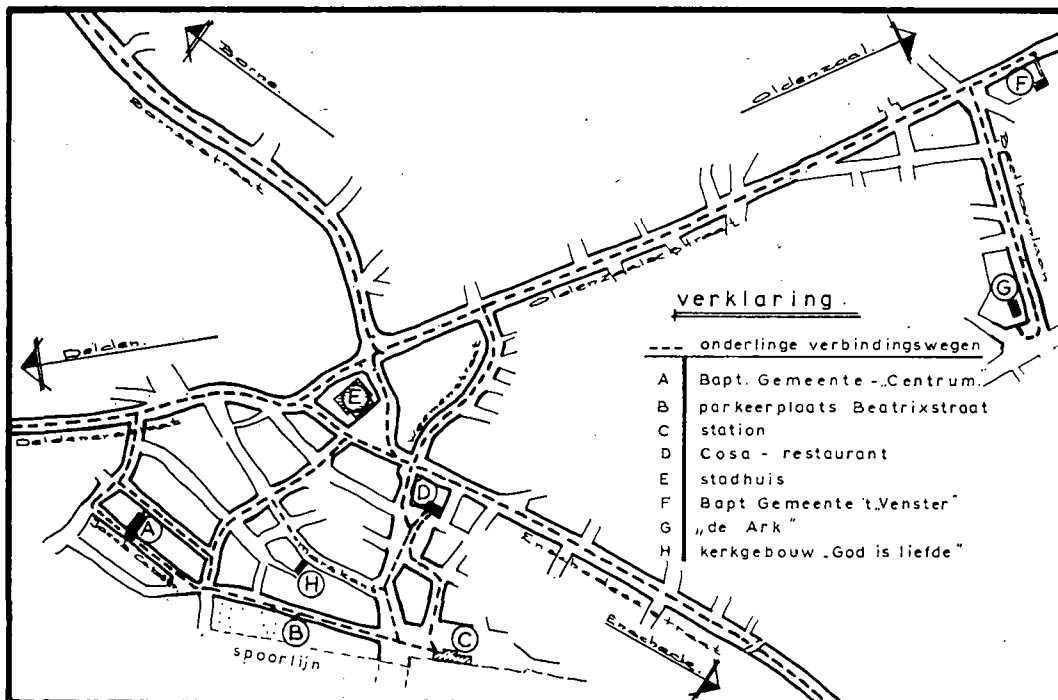 Borne.
Oldenzaal.
F
Bornsestraat
Oldenzaalsestraat
G
Delden.
E
Deldenerstraat
verklaring.
--- onderlinge verbindingswegen
A Bapt. Gemeente-„Centrum."
B parkeerplaats Beatrixstraat
C station
D Cosa - restaurant
E stadhuis
F Bapt Gemeente 't„Venster"
G „de Ark"
H kerkgebouw „God is liefde"
D
A
H
B
C
spoorlijn
Enschedesestraat
Enschede.